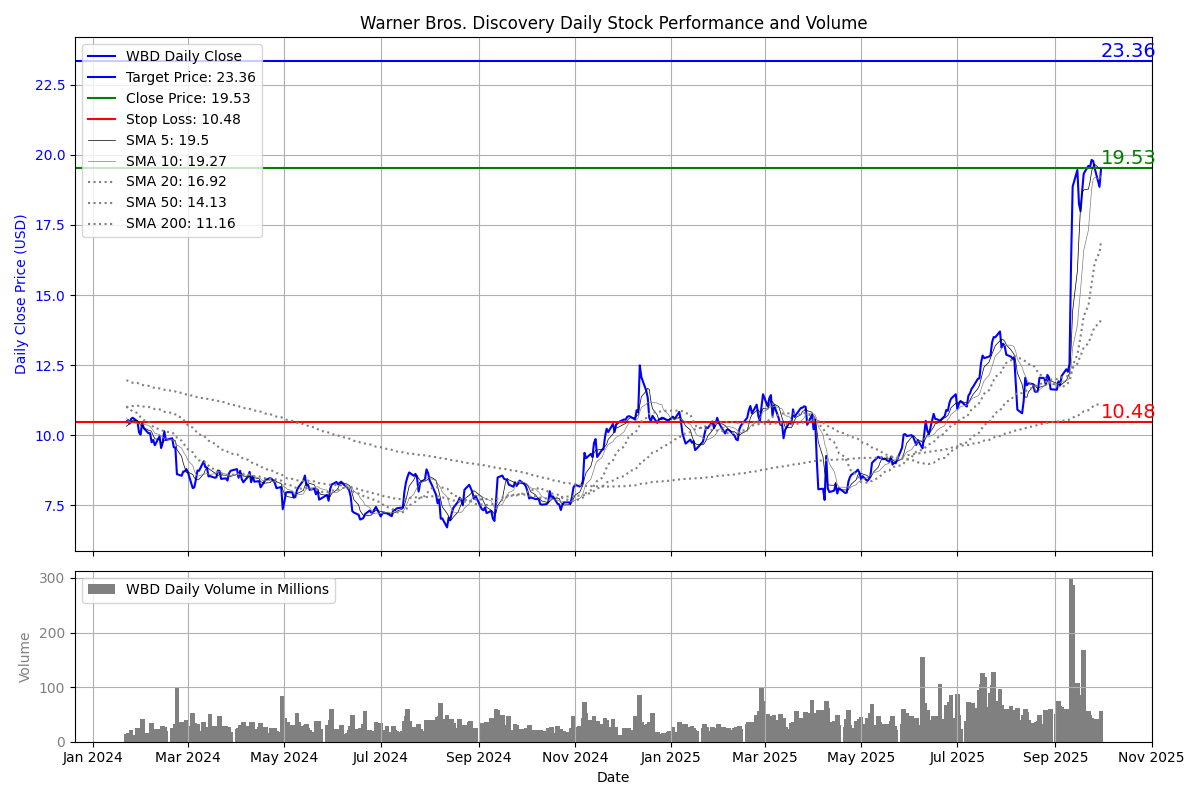 Warner Bros. Discovery Daily Stock Performance and Volume
23.36
WBD Daily Close
Target Price: 23.36
Close Price: 19.53
Stop Loss: 10.48
SMA 5: 19.5
SMA 10: 19.27
SMA 20: 16.92
SMA 50: 14.13
SMA 200: 11.16
22.5
20.0
17.5
15.0
12.5
10.0
7.5
Daily Close Price (USD)
19.53
10.48
WBD Daily Volume in Millions
300
200
100
0
Volume
Jan 2024 Mar 2024 May 2024 Jul 2024 Sep 2024 Nov 2024 Jan 2025 Mar 2025 May 2025 Jul 2025 Sep 2025 Nov 2025
Date